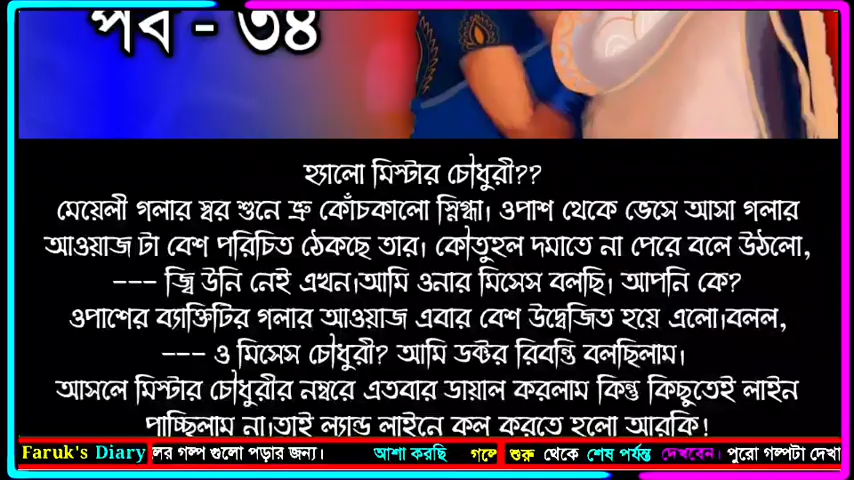 পর্ব - ৩৪
হ্যালো মিস্টার চৌধুরী??
মেয়েলী গলার স্বর শুনে ভ্রু কোঁচকালো স্নিগ্ধা। ওপাশ থেকে ভেসে আসা গলার
আওয়াজ টা বেশ পরিচিত ঠেকছে তার। কৌতুহল দমাতে না পেরে বলে উঠলো,
--- জ্বি উনি নেই এখন।আমি ওনার মিসেস বলছি। আপনি কে?
ওপাশের ব্যাক্তিটির গলার আওয়াজ এবার বেশ উদ্বেজিত হয়ে এলো।বলল,
--- ও মিসেস চৌধুরী? আমি ডক্টর রিবন্তি বলছিলাম।
আসলে মিস্টার চৌধুরীর নম্বরে এতবার ডায়াল করলাম কিন্তু কিছুতেই লাইন
পাচ্ছিলাম না।তাই ল্যান্ড লাইনে কল করতে হলো আরকি!
Faruk's Diary লের গল্প গুলো পড়ার জন্য। আশা করছি গল্পে শুরু থেকে শেষ পর্যন্ত দেখবেন। পুরো গল্পটা দেখা